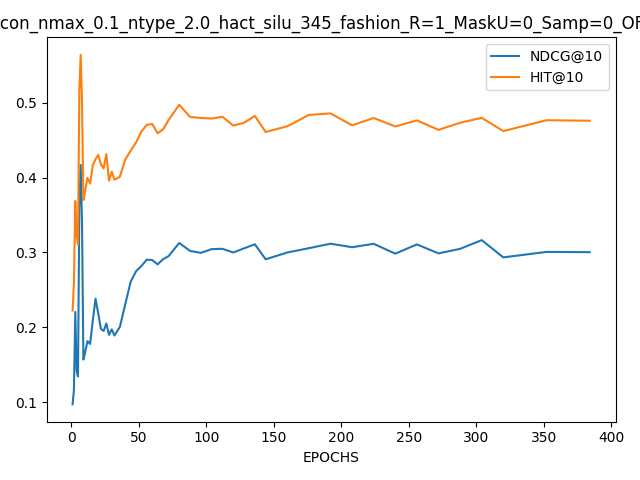 con_nmax_0.1_ntype_2.0_hact_silu_345_fashion_R=1_MaskU=0_Samp=0_OF
NDCG@10
HIT@10
0.5
0.4
0.3
0.2
0.1
0 50 100 150 200 250 300 350 400
EPOCHS